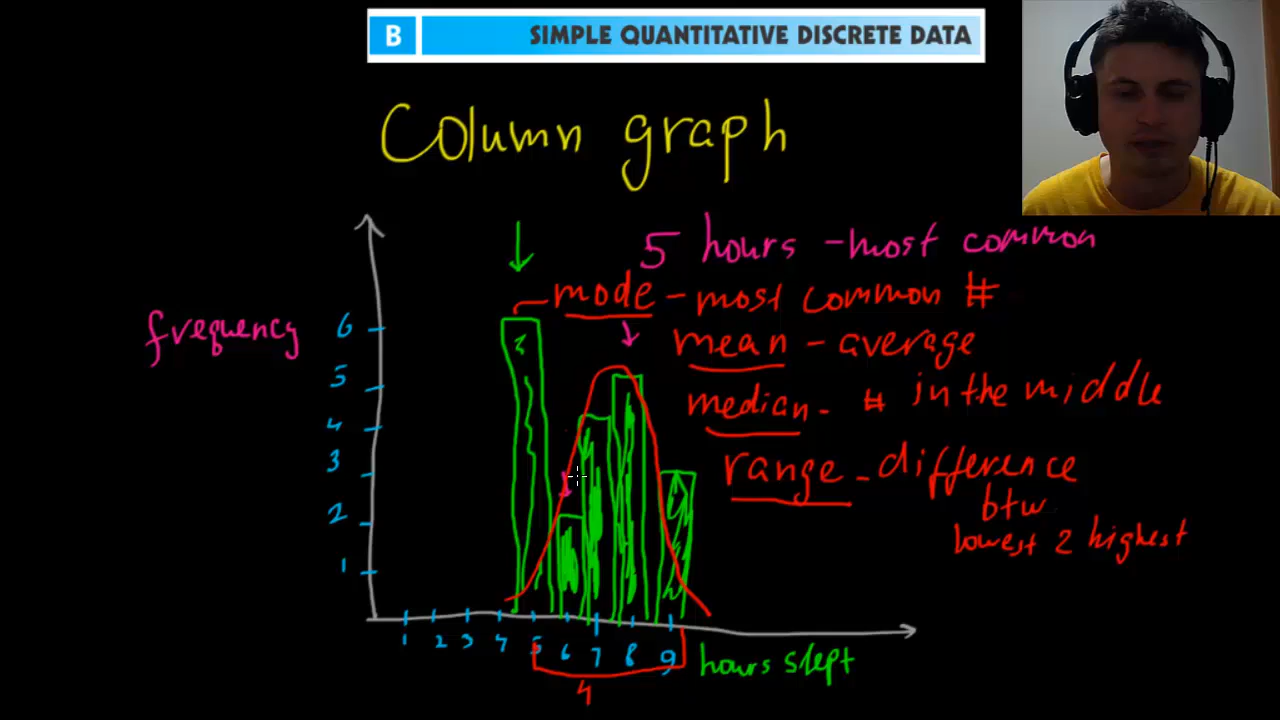 B SIMPLE QUANTITATIVE DISCRETE DATA
Column graph
5 hours - most common
mode - most common #
frequency
6
mean - average
5
median - # in the middle
4
3
range - difference
btw
2
lowest 2 highest
1
1 2 3 4 5 6 7 8 9
hours slept
4